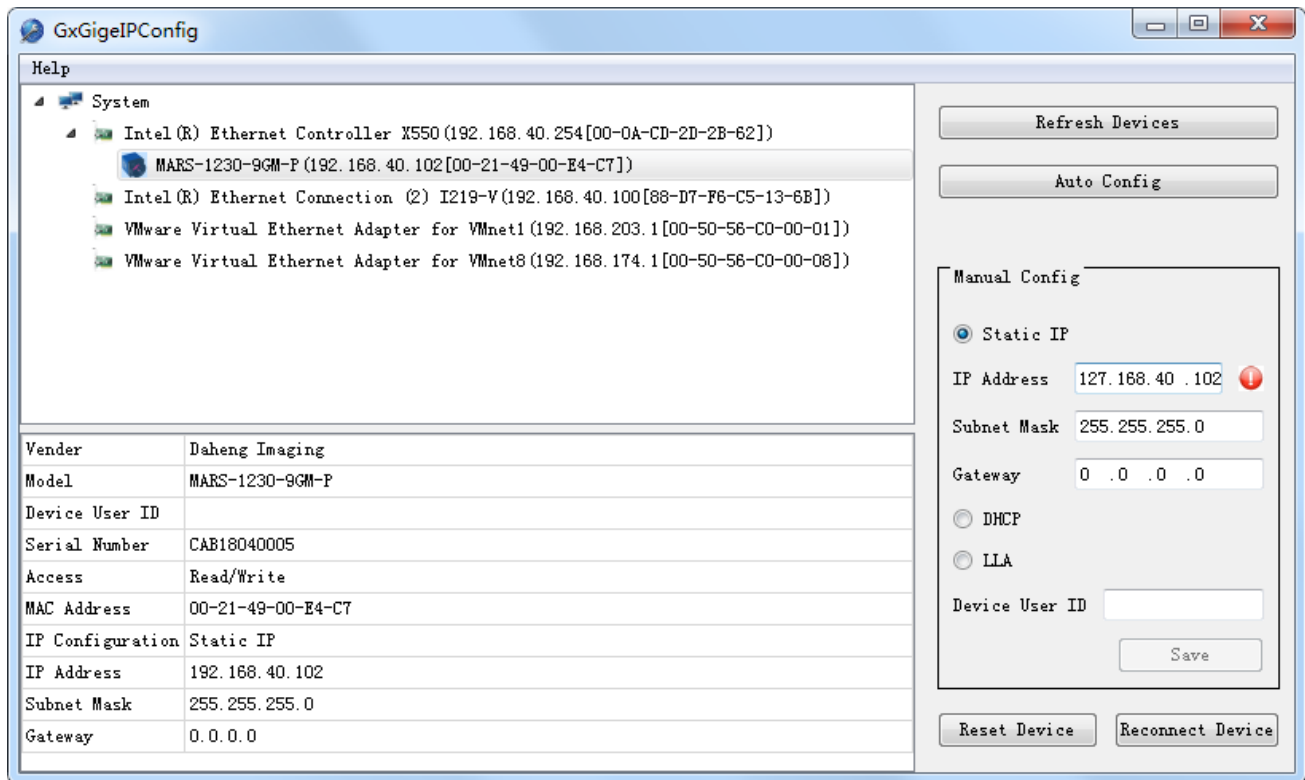 GxGigeIPConfig
Help
System
Intel(R) Ethernet Controller X550(192.168.40.254[00-0A-CD-2D-2B-62])
MARS-1230-9GM-P(192.168.40.102[00-21-49-00-E4-C7])
Intel(R) Ethernet Connection (2) I219-V(192.168.40.100[88-D7-F6-C5-13-6B])
VMware Virtual Ethernet Adapter for VMnet1(192.168.203.1[00-50-56-C0-00-01])
VMware Virtual Ethernet Adapter for VMnet8(192.168.174.1[00-50-56-C0-00-08])
Vender Daheng Imaging
Model MARS-1230-9GM-P
Device User ID
Serial Number CAB18040005
Access Read/Write
MAC Address 00-21-49-00-E4-C7
IP Configuration Static IP
IP Address 192.168.40.102
Subnet Mask 255.255.255.0
Gateway 0.0.0.0
Refresh Devices
Auto Config
Manual Config
Static IP
IP Address 127.168.40 .102
Subnet Mask 255.255.255.0
Gateway 0 .0 .0 .0
DHCP
LLA
Device User ID
Save
Reset Device Reconnect Device